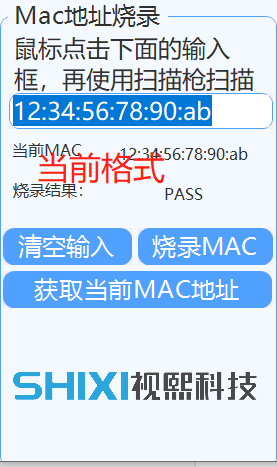 Mac地址烧录
鼠标点击下面的输入
框，再使用扫描枪扫描
12:34:56:78:90:ab
当前MAC
12:34:56:78:90:ab
当前格式
烧录结果：
PASS
清空输入
烧录MAC
获取当前MAC地址
SHIXI视熙科技